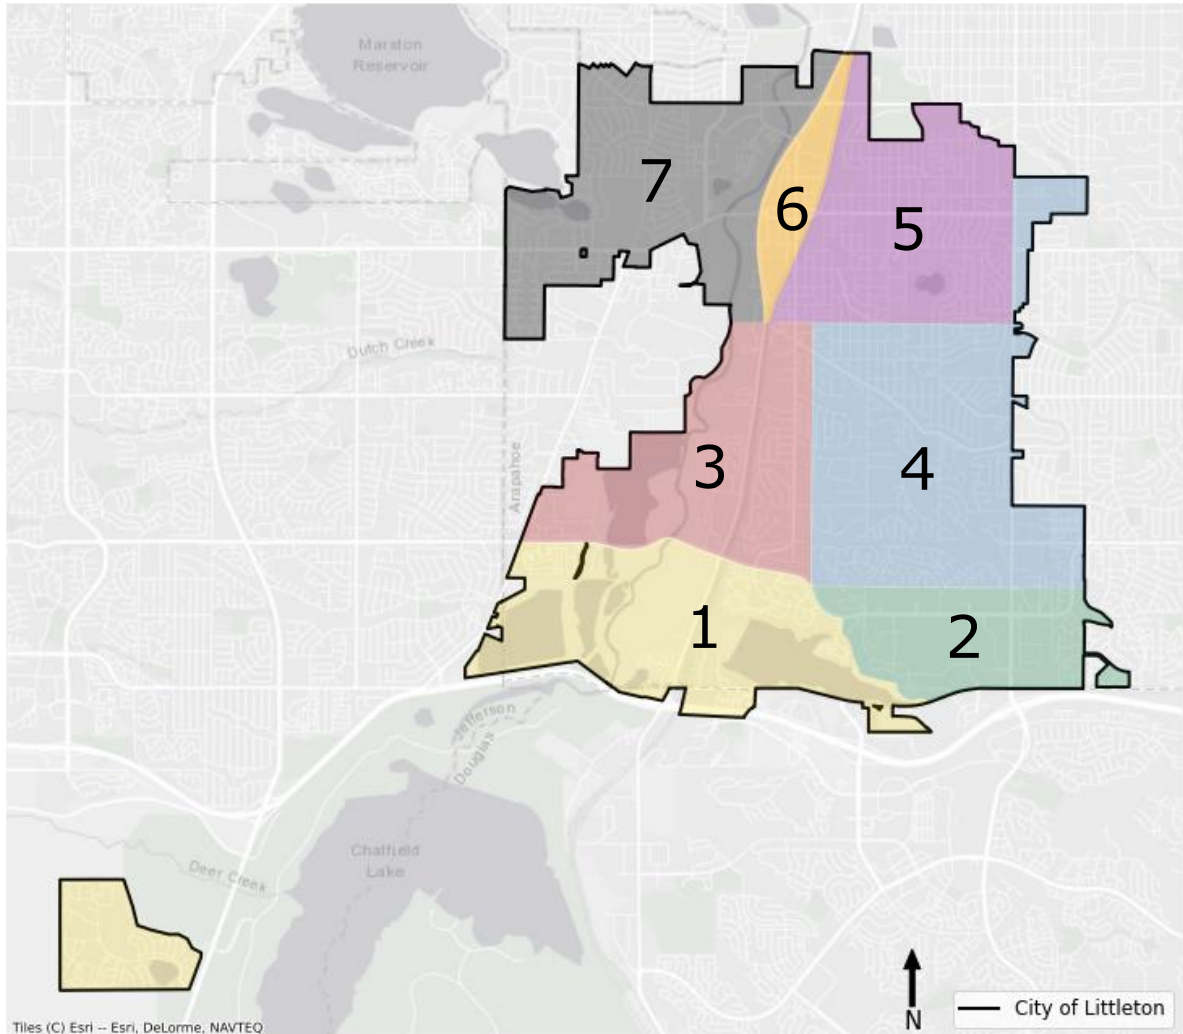 Marston
Reservoir
7
6
5
Dutch Creek
Arapahoe
3
4
1
2
Jefferson
Douglas
Chatfield
Lake
Deer Creek
N
City of Littleton
Tiles (C) Esri -- Esri, DeLorme, NAVTEQ